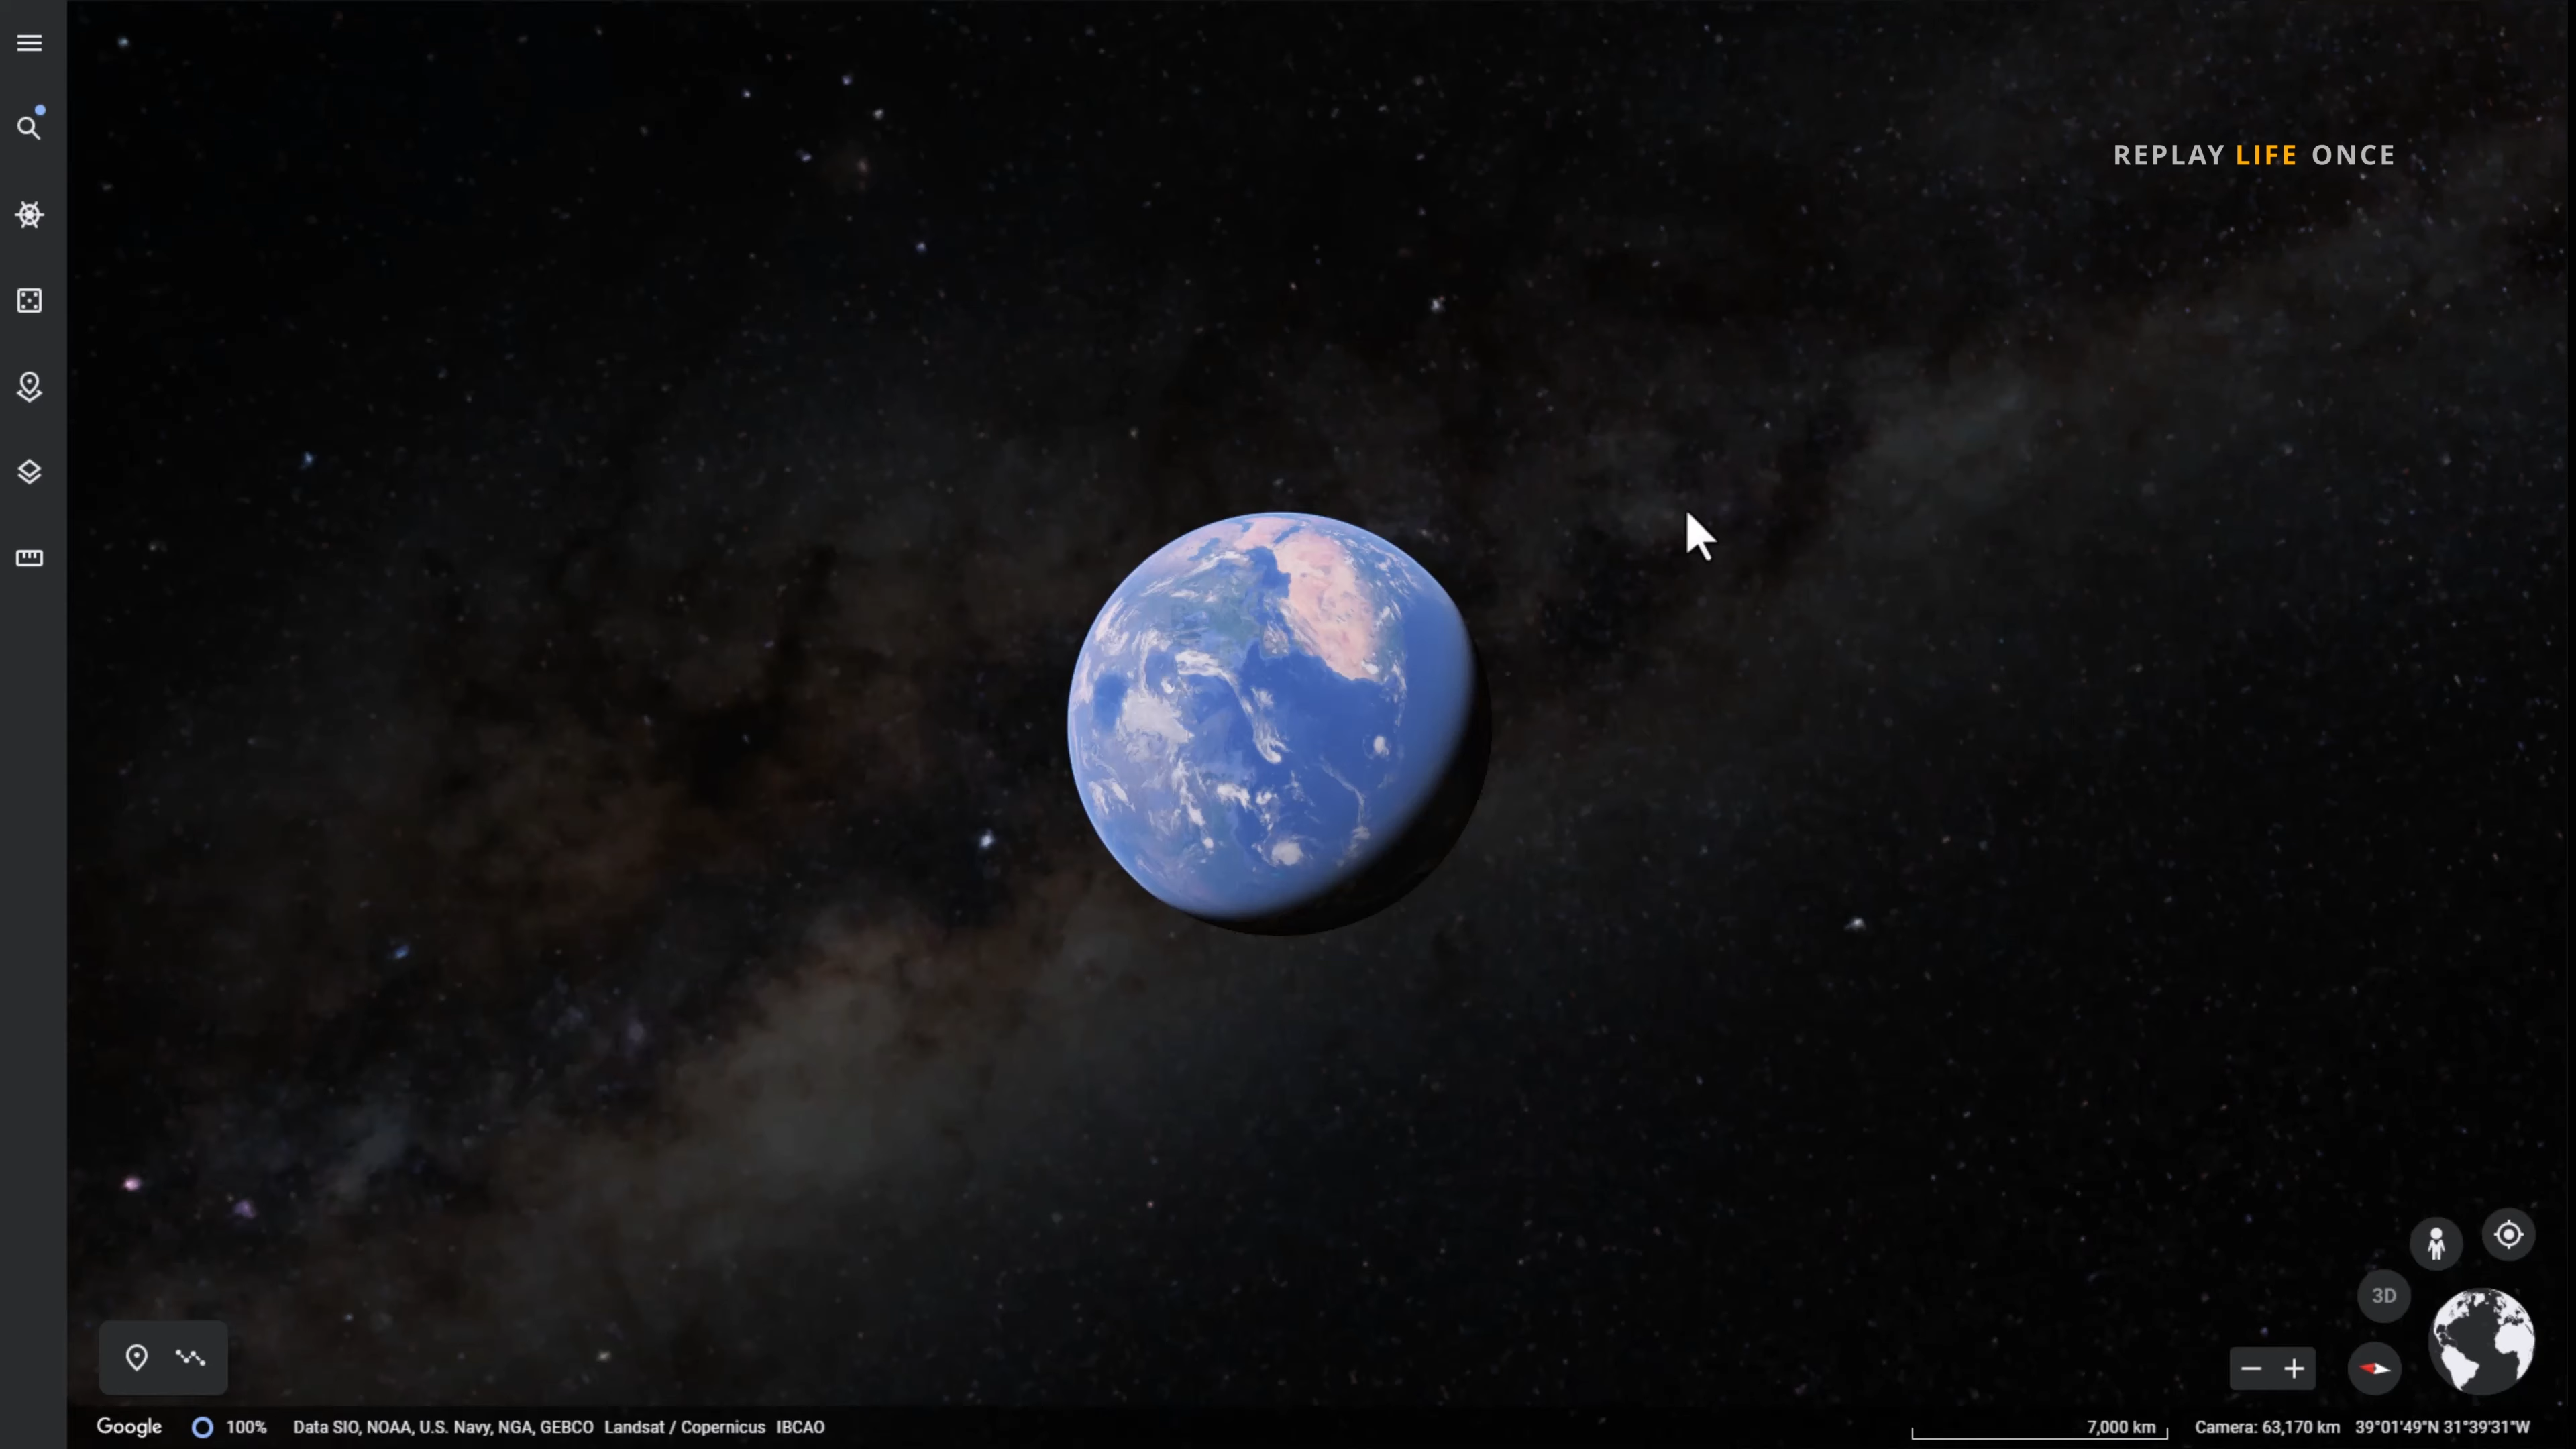 REPLAY LIFE ONCE
3D
Google 100% Data SIO, NOAA, U.S. Navy, NGA, GEBCO Landsat / Copernicus IBCAO 7,000 km Camera: 63,170 km 39°01'49"N 31°39'31"W